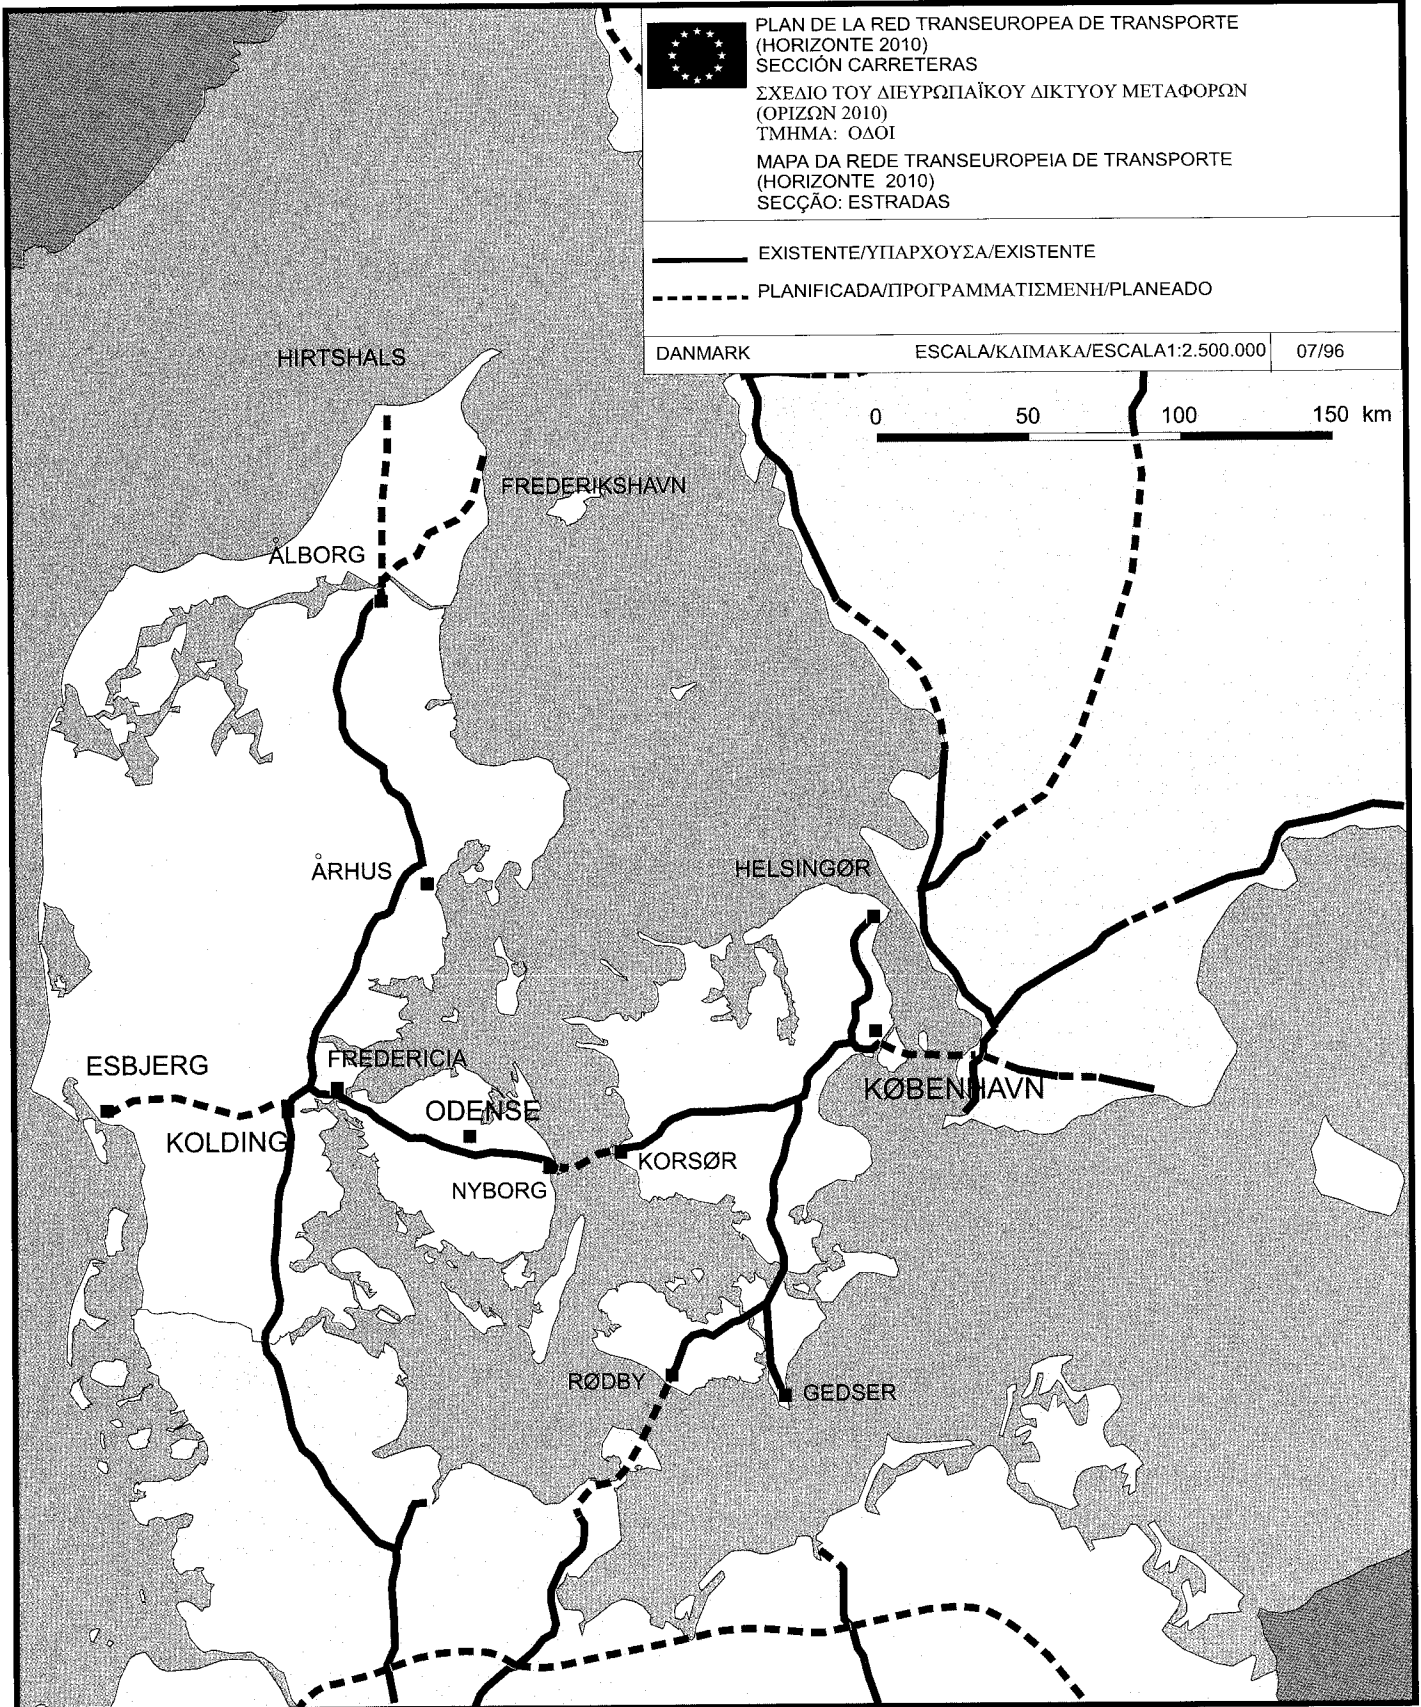 PLAN DE LA RED TRANSEUROPEA DE TRANSPORTE
(HORIZONTE 2010)
SECCIÓN CARRETERAS
ΣΧΕΔΙΟ ΤΟΥ ΔΙΕΥΡΩΠΑΪΚΟΥ ΔΙΚΤΥΟΥ ΜΕΤΑΦΟΡΩΝ
(ΟΡΙΖΩΝ 2010)
ΤΜΗΜΑ: ΟΔΟΙ
MAPA DA REDE TRANSEUROPEIA DE TRANSPORTE
(HORIZONTE 2010)
SECÇÃO: ESTRADAS
EXISTENTE/ΥΠΑΡΧΟΥΣΑ/EXISTENTE
PLANIFICADA/ΠΡΟΓΡΑΜΜΑΤΙΣΜΕΝΗ/PLANEADO
DANMARK ESCALA/ΚΛΙΜΑΚΑ/ESCALA1:2.500.000 07/96
0 50 100 150 km
HIRTSHALS
FREDERIKSHAVN
ÅLBORG
ÅRHUS
HELSINGØR
ESBJERG
FREDERICIA
KØBENHAVN
ODENSE
KOLDING
KORSØR
NYBORG
RØDBY
GEDSER